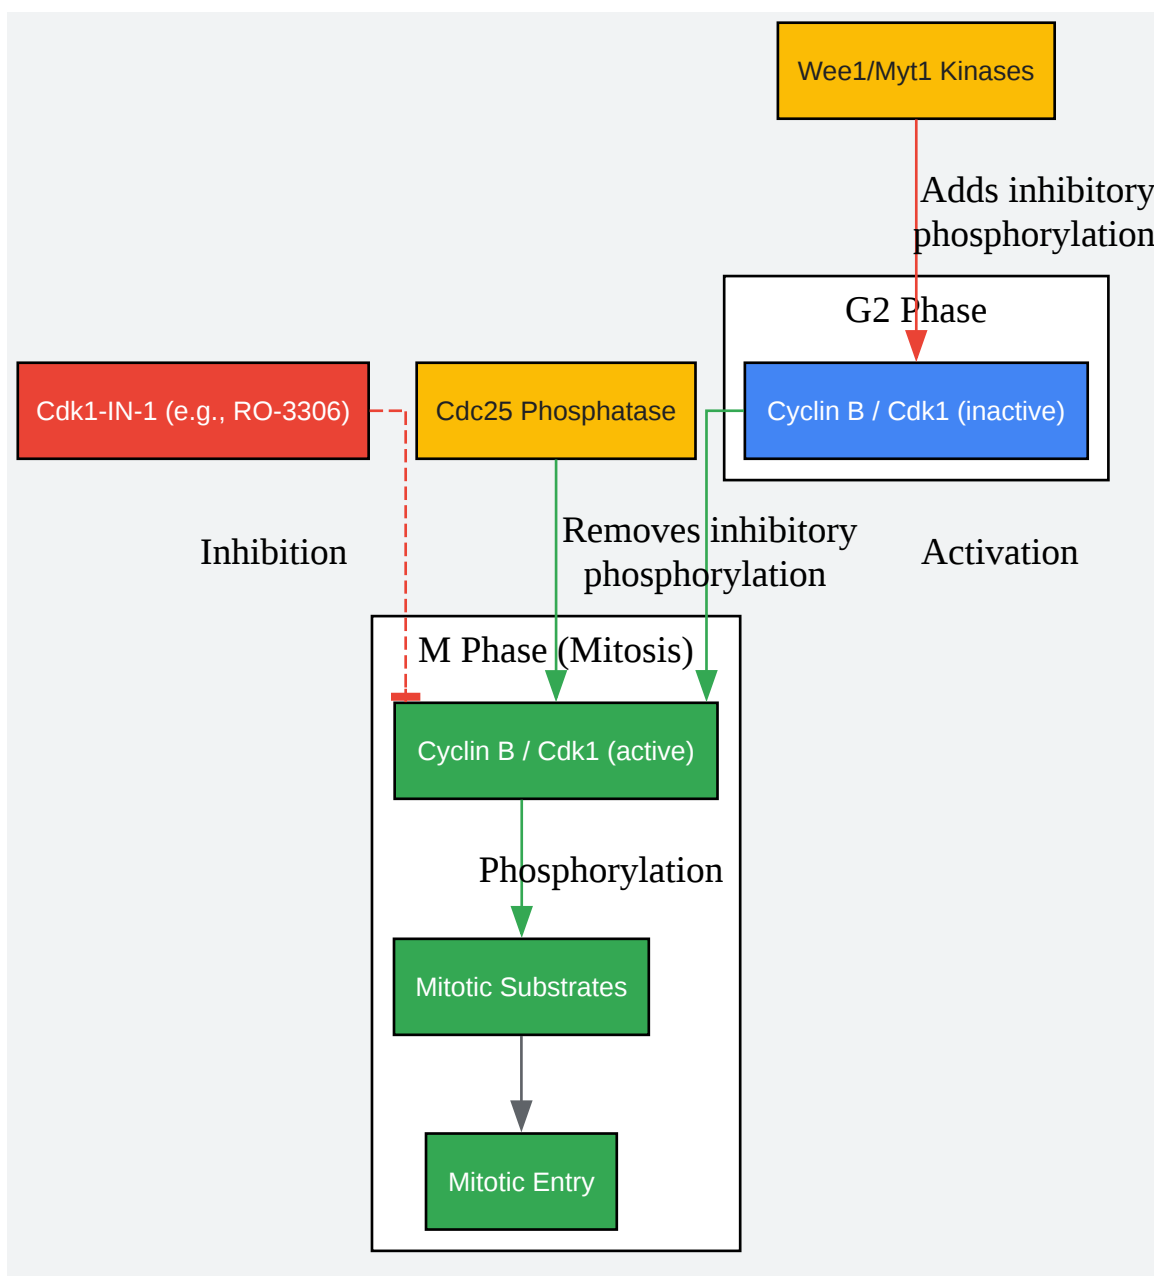 Wee1/Myt1 Kinases
Adds inhibitory
phosphorylation
G2 Phase
Cdk1-IN-1 (e.g., RO-3306)
Cdc25 Phosphatase
Cyclin B / Cdk1 (inactive)
Inhibition
Removes inhibitory
phosphorylation
Activation
M Phase (Mitosis)
Cyclin B / Cdk1 (active)
Phosphorylation
Mitotic Substrates
Mitotic Entry